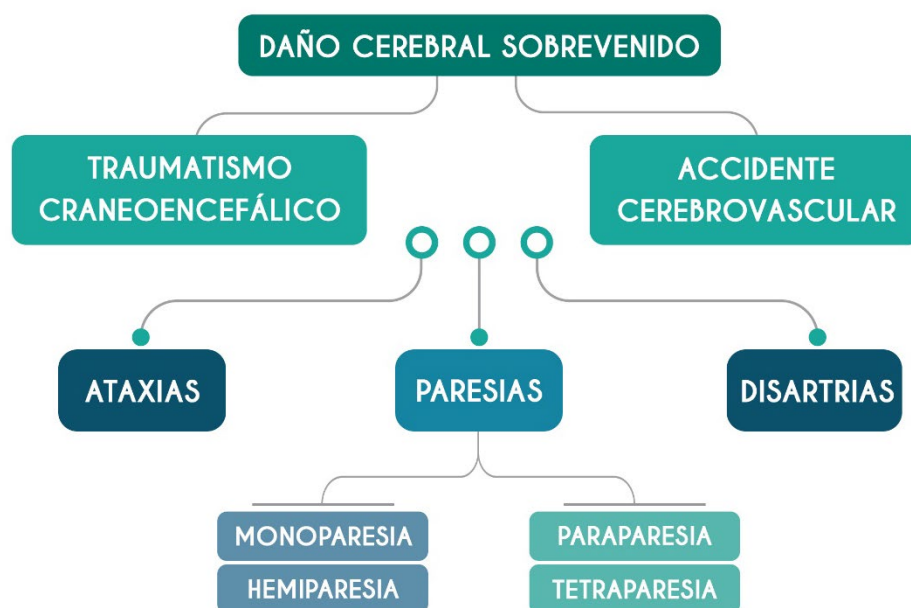 DAÑO CEREBRAL SOBREVENIDO
TRAUMATISMO
CRANEOENCEFÁLICO
ACCIDENTE
CEREBROVASCULAR
ATAXIAS
PARESIAS
DISARTRIAS
MONOPARESIA
HEMIPARESIA
PARAPARESIA
TETRAPARESIA